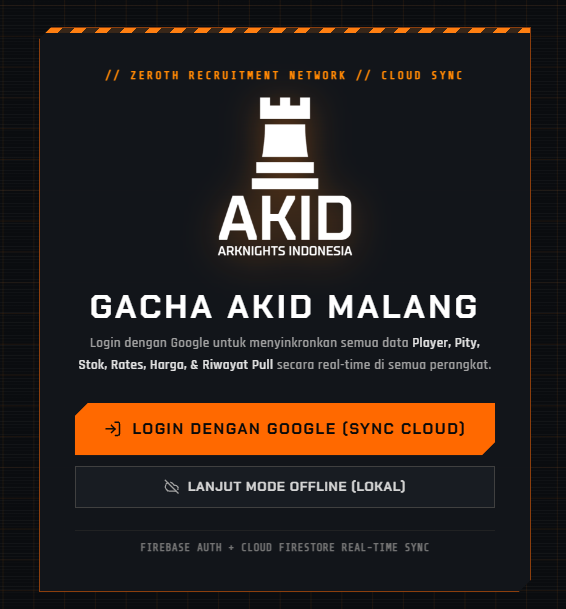 // ZEROTH RECRUITMENT NETWORK // CLOUD SYNC
AKID
ARKNIGHTS INDONESIA
GACHA AKID MALANG
Login dengan Google untuk menyinkronkan semua data Player, Pity,
Stok, Rates, Harga, & Riwayat Pull secara real-time di semua perangkat.
LOGIN DENGAN GOOGLE (SYNC CLOUD)
LANJUT MODE OFFLINE (LOKAL)
FIREBASE AUTH + CLOUD FIRESTORE REAL-TIME SYNC